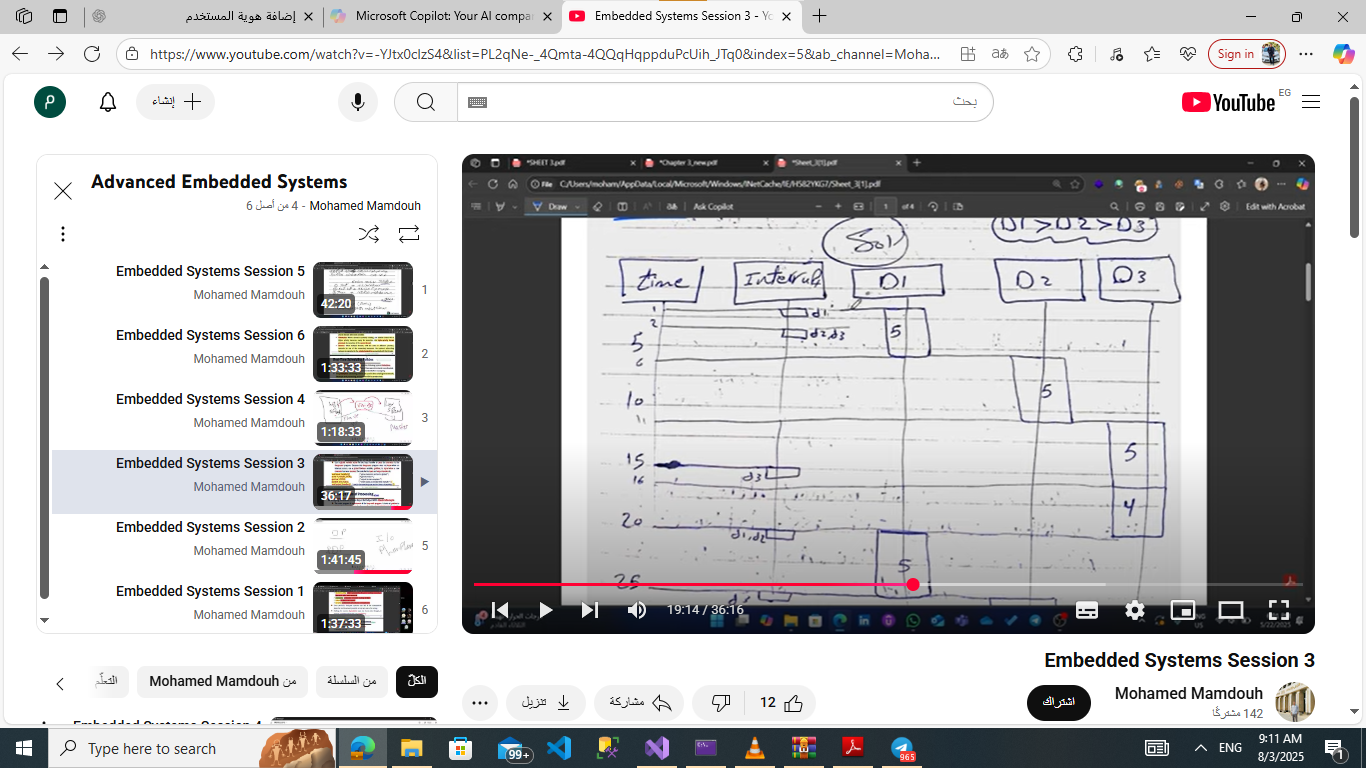 إضافة هوية المستخدم
Microsoft Copilot: Your AI compa
Embedded Systems Session 3 - Yo
https://www.youtube.com/watch?v=-YJtx0clzS4&list=PL2qNe-_4Qmta-4QQqHqppduPcUih_JTq0&index=5&ab_channel=Moha...
Sign in
P
إنشاء
بحث
YouTube
EG
Advanced Embedded Systems
Mohamed Mamdouh - 4 من أصل 6
Embedded Systems Session 5
Mohamed Mamdouh
42:20
1
Embedded Systems Session 6
Mohamed Mamdouh
1:33:33
2
Embedded Systems Session 4
Mohamed Mamdouh
1:18:33
3
Embedded Systems Session 3
Mohamed Mamdouh
36:17
Embedded Systems Session 2
Mohamed Mamdouh
1:41:45
5
Embedded Systems Session 1
Mohamed Mamdouh
1:37:33
6
*SHEET 3.pdf
*Chapter 3_new.pdf
*Sheet_3[1].pdf
File
C:/Users/moham/AppData/Local/Microsoft/Windows/INetCache/IE/H582YKG7/Sheet_3[1].pdf
Draw
Ask Copilot
1
of 4
Edit with Acrobat
Sol
D1>D2>D3
time
Interrupt
D1
D2
D3
1
d1
2
d2,d3
5
5
6
10
5
11
5
15
d3
16
4
20
d1,d2
5
25
19:14 / 36:16
Embedded Systems Session 3
الكل
من السلسلة
من Mohamed Mamdouh
التعلّم
تنزيل
مشاركة
12
اشتراك
Mohamed Mamdouh
142 مشتركًا
Embedded Systems Session 4
Type here to search
99+
965
ENG
9:11 AM
8/3/2025
1